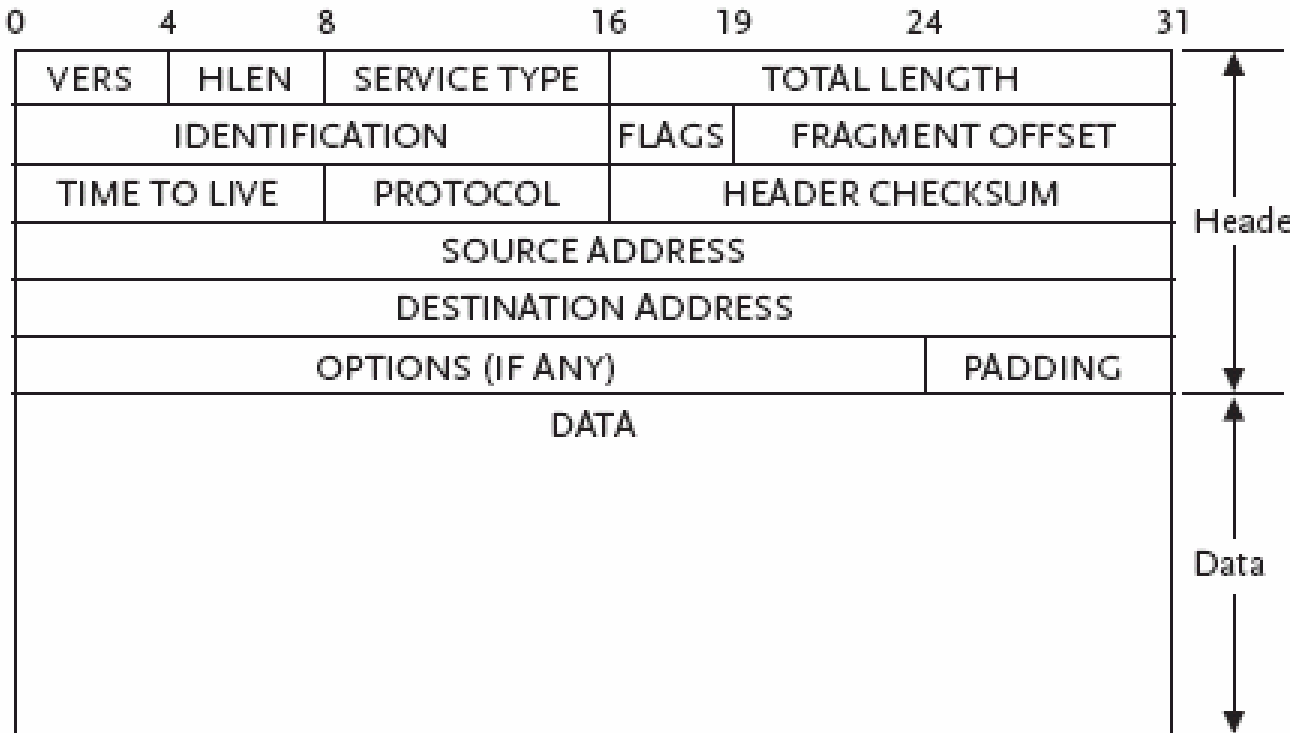 0 4 8 16 19 24 31
VERS HLEN SERVICE TYPE TOTAL LENGTH
IDENTIFICATION FLAGS FRAGMENT OFFSET
TIME TO LIVE PROTOCOL HEADER CHECKSUM
Heade
SOURCE ADDRESS
DESTINATION ADDRESS
OPTIONS (IF ANY) PADDING
DATA
Data